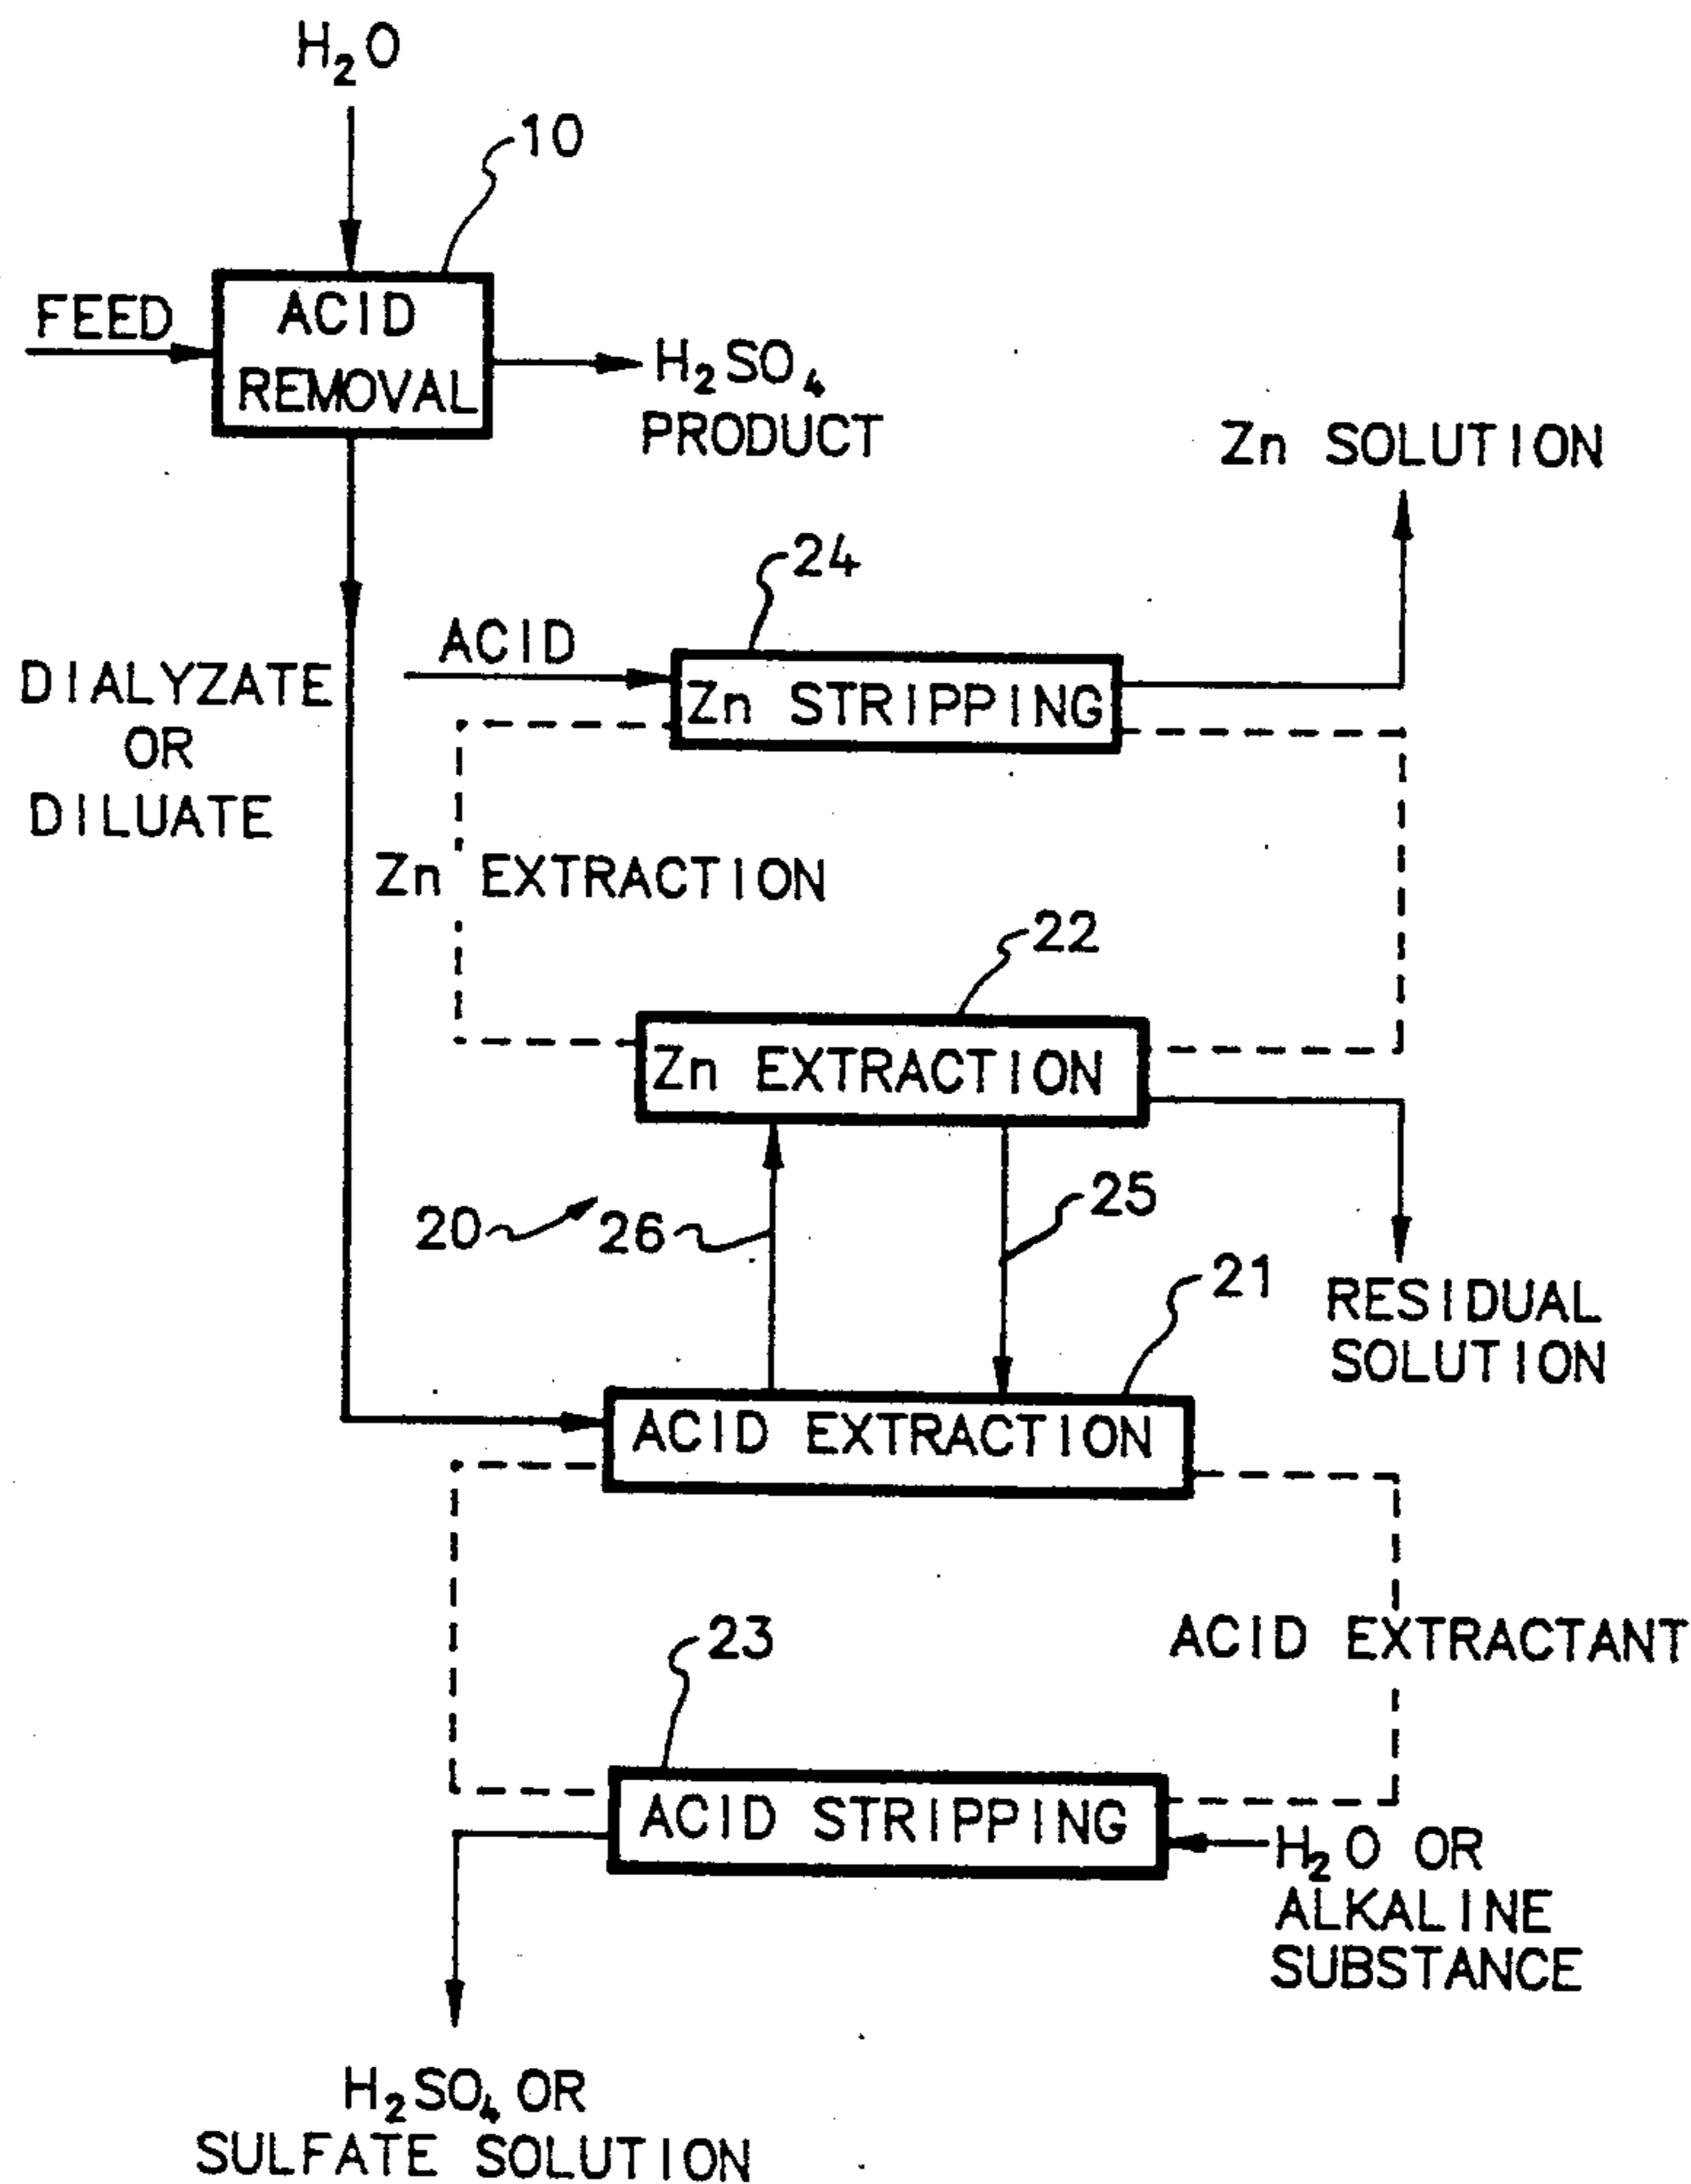 H₂O
10
FEED
ACID
REMOVAL
H₂SO₄
PRODUCT
Zn SOLUTION
24
ACID
Zn STRIPPING
DIALYZATE
OR
DILUATE
Zn EXTRACTION
22
Zn EXTRACTION
20
26
25
21
RESIDUAL
SOLUTION
ACID EXTRACTION
23
ACID EXTRACTANT
ACID STRIPPING
H₂O OR
ALKALINE
SUBSTANCE
H₂SO₄ OR
SULFATE SOLUTION